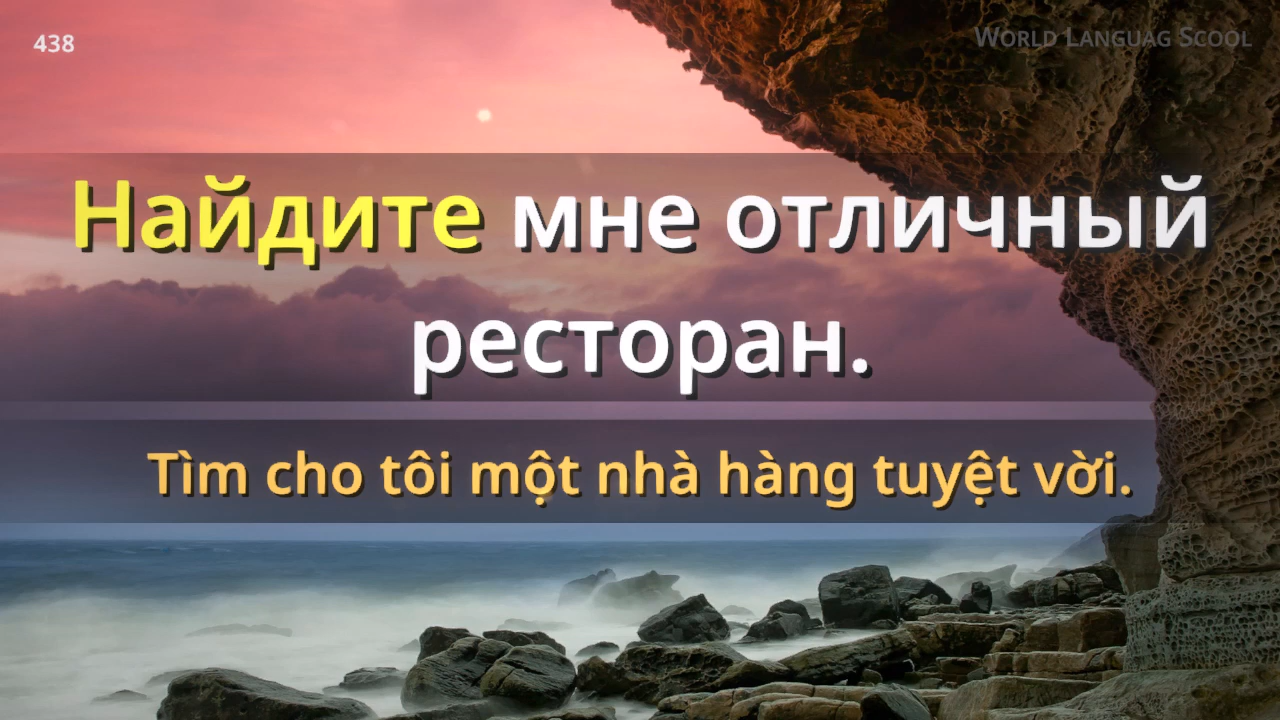 438
World Languag Scool
Найдите мне отличный
ресторан.
Tìm cho tôi một nhà hàng tuyệt vời.